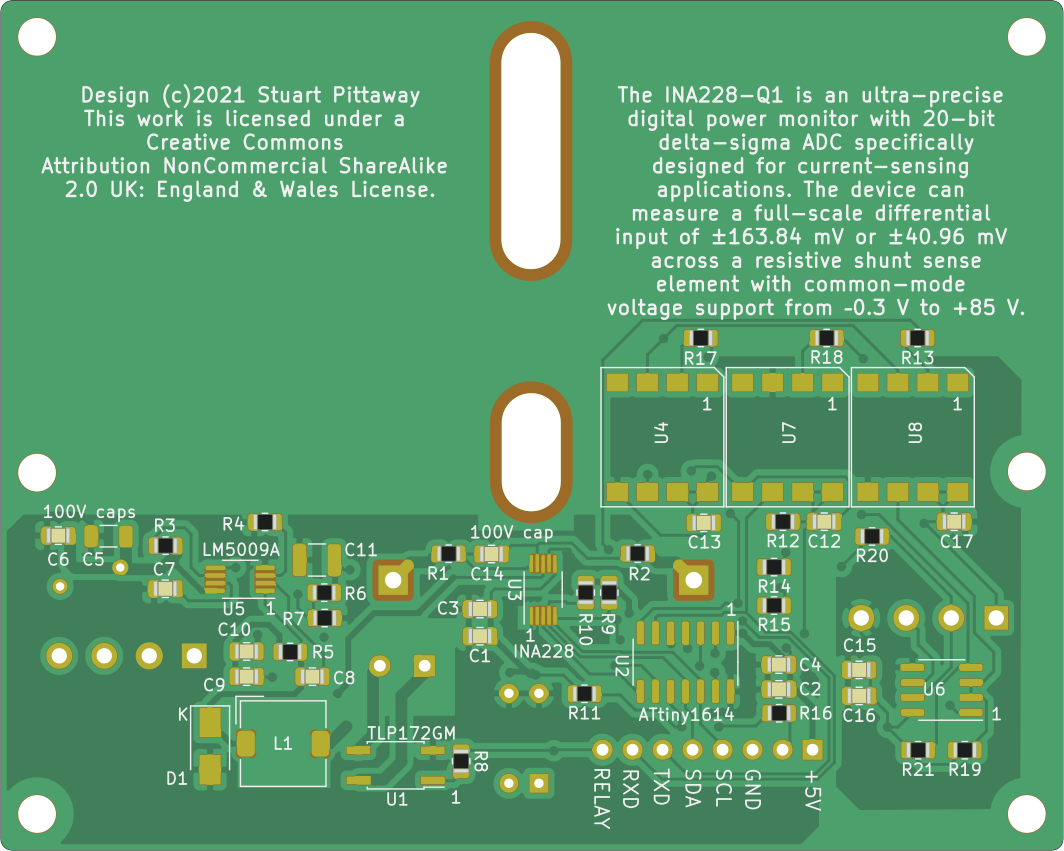 Design (c)2021 Stuart Pittaway
This work is licensed under a
Creative Commons
Attribution NonCommercial ShareAlike
2.0 UK: England & Wales License.
The INA228-Q1 is an ultra-precise
digital power monitor with 20-bit
delta-sigma ADC specifically
designed for current-sensing
applications. The device can
measure a full-scale differential
input of ±163.84 mV or ±40.96 mV
across a resistive shunt sense
element with common-mode
voltage support from -0.3 V to +85 V.
R17
R18
R13
1
1
1
U4
U7
U8
100V caps
C6
C5
R3
R4
C7
LM5009A
U5
1
C11
R6
R7
C10
R5
C9
C8
100V cap
R1
C14
U3
R2
C3
C1
1
INA228
R10
R9
C13
R12
C12
R20
C17
R14
R15
1
U2
ATtiny1614
R11
C4
C2
R16
C15
C16
U6
1
R21
R19
K
D1
L1
TLP172GM
U1
1
R8
RELAY
RXD
TXD
SDA
SCL
GND
+5V